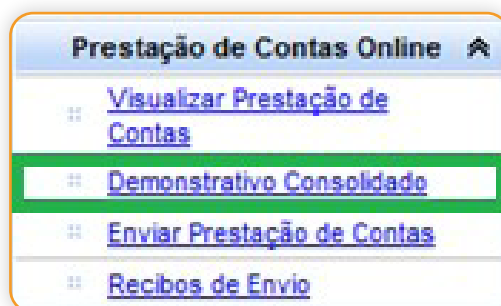 Prestação de Contas Online
Visualizar Prestação de
Contas
Demonstrativo Consolidado
Enviar Prestação de Contas
Recibos de Envio